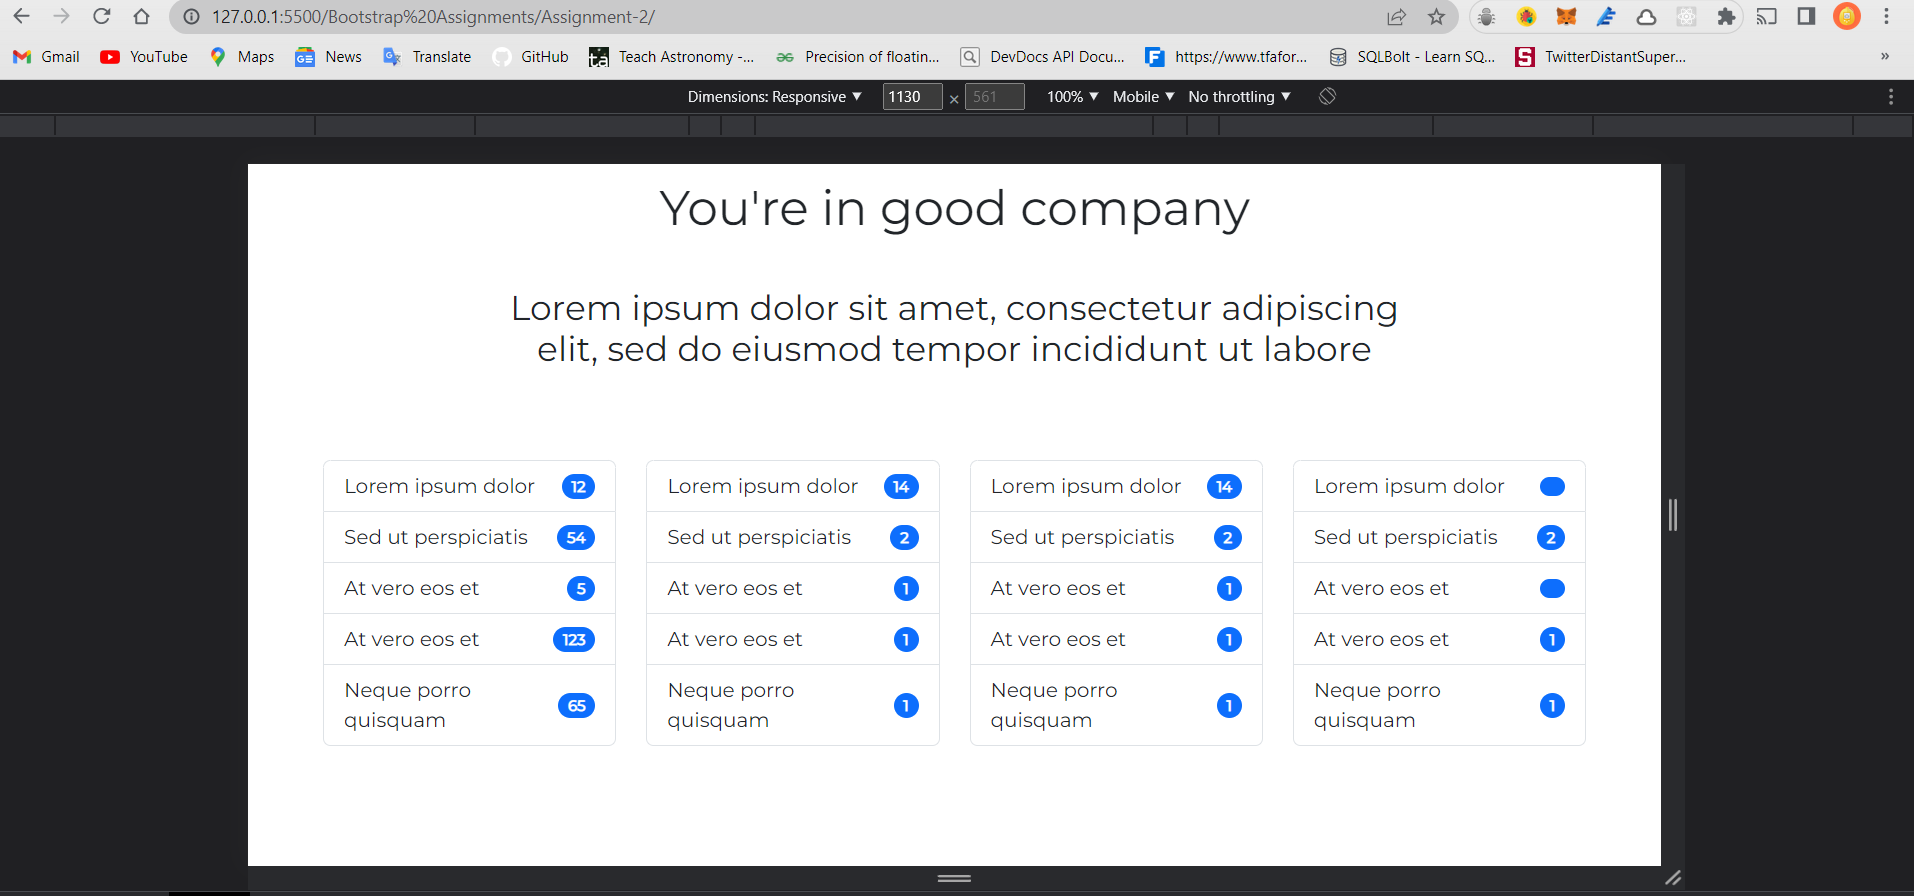 127.0.0.1:5500/Bootstrap%20Assignments/Assignment-2/
Gmail
YouTube
Maps
News
Translate
GitHub
Teach Astronomy -...
Precision of floatin...
DevDocs API Docu...
https://www.tfafor...
SQLBolt - Learn SQ...
TwitterDistantSuper...
»
Dimensions: Responsive
1130
×
561
100%
Mobile
No throttling
You're in good company
Lorem ipsum dolor sit amet, consectetur adipiscing
elit, sed do eiusmod tempor incididunt ut labore
Lorem ipsum dolor 12
Sed ut perspiciatis 54
At vero eos et 5
At vero eos et 123
Neque porro
quisquam 65
Lorem ipsum dolor 14
Sed ut perspiciatis 2
At vero eos et 1
At vero eos et 1
Neque porro
quisquam 1
Lorem ipsum dolor 14
Sed ut perspiciatis 2
At vero eos et 1
At vero eos et 1
Neque porro
quisquam 1
Lorem ipsum dolor
Sed ut perspiciatis 2
At vero eos et
At vero eos et 1
Neque porro
quisquam 1